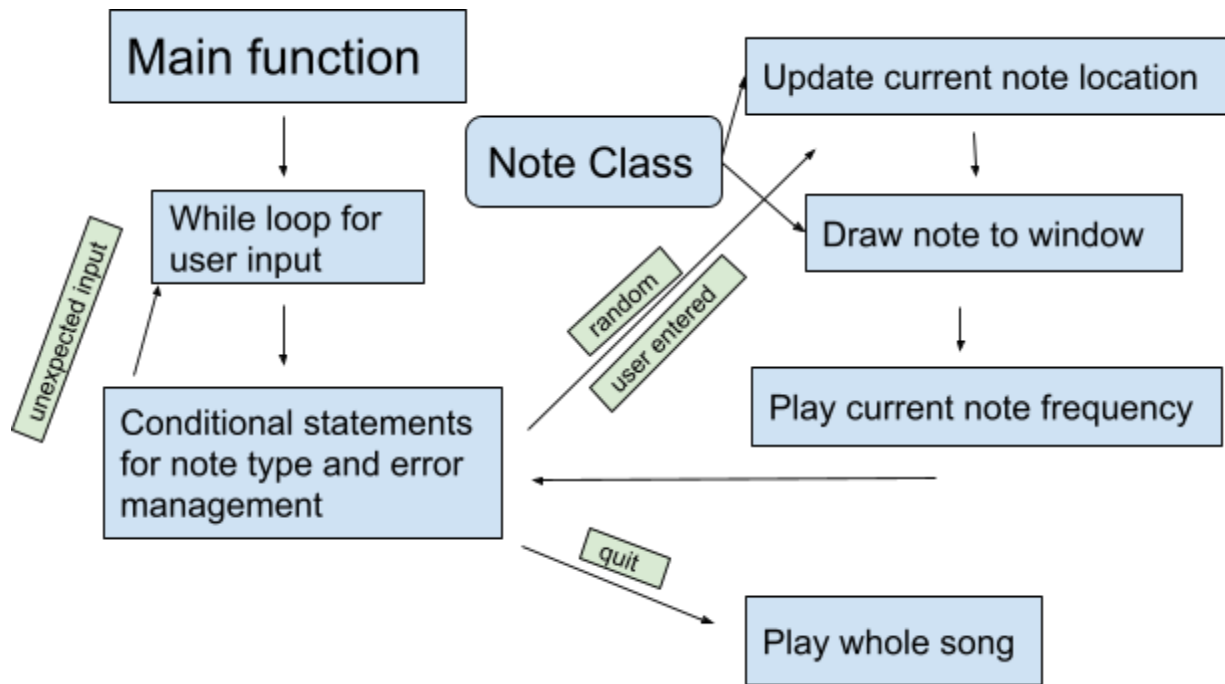 Main function
While loop for
user input
unexpected input
Conditional statements
for note type and error
management
Note Class
random
user entered
Update current note location
Draw note to window
Play current note frequency
quit
Play whole song